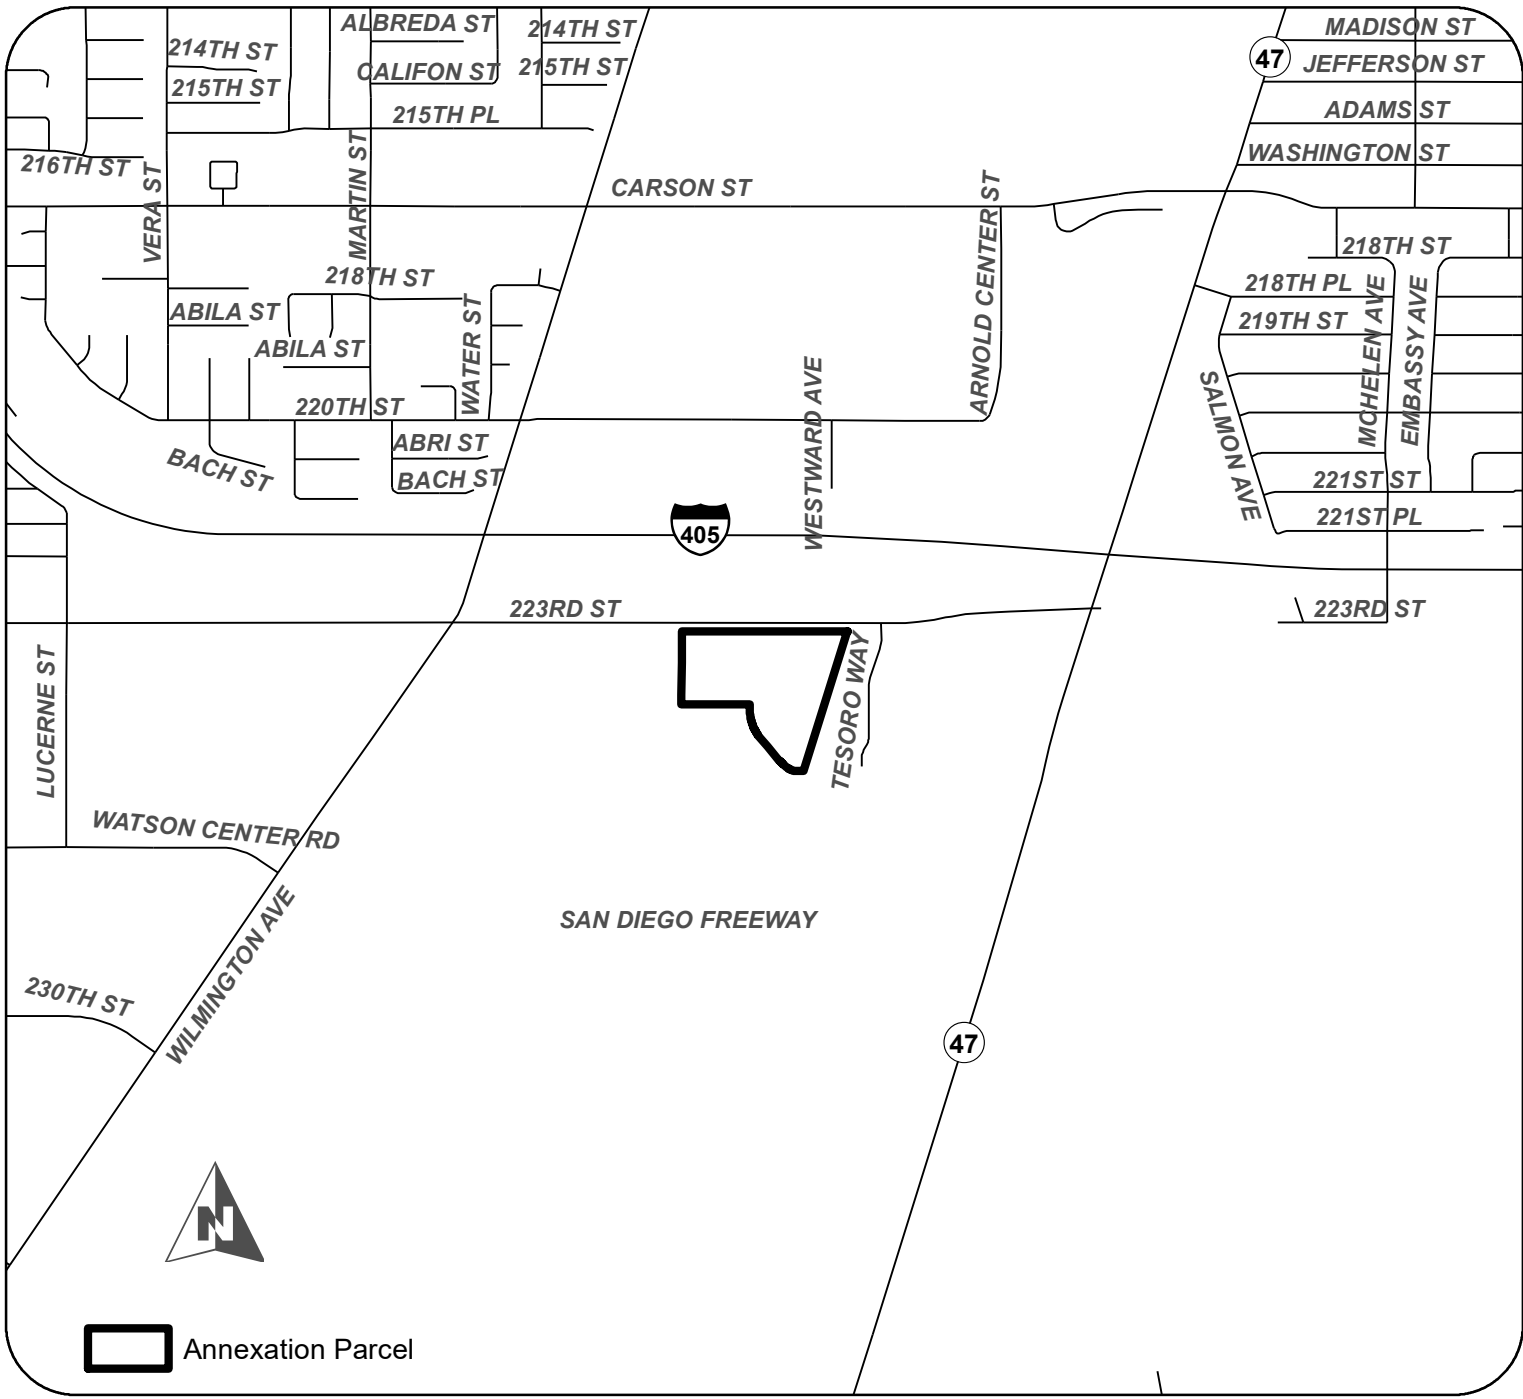 ALBREDA ST
214TH ST
MADISON ST
214TH ST
47
JEFFERSON ST
CALIFON ST
215TH ST
215TH ST
215TH PL
ADAMS ST
216TH ST
WASHINGTON ST
VERA ST
MARTIN ST
CARSON ST
ARNOLD CENTER ST
218TH ST
218TH ST
218TH PL
ABILA ST
219TH ST
MCHELEN AVE
EMBASSY AVE
ABILA ST
WATER ST
220TH ST
WESTWARD AVE
SALMON AVE
ABRI ST
BACH ST
BACH ST
221ST ST
221ST PL
405
223RD ST
223RD ST
LUCERNE ST
TESORO WAY
WATSON CENTER RD
SAN DIEGO FREEWAY
WILMINGTON AVE
230TH ST
47
N
Annexation Parcel